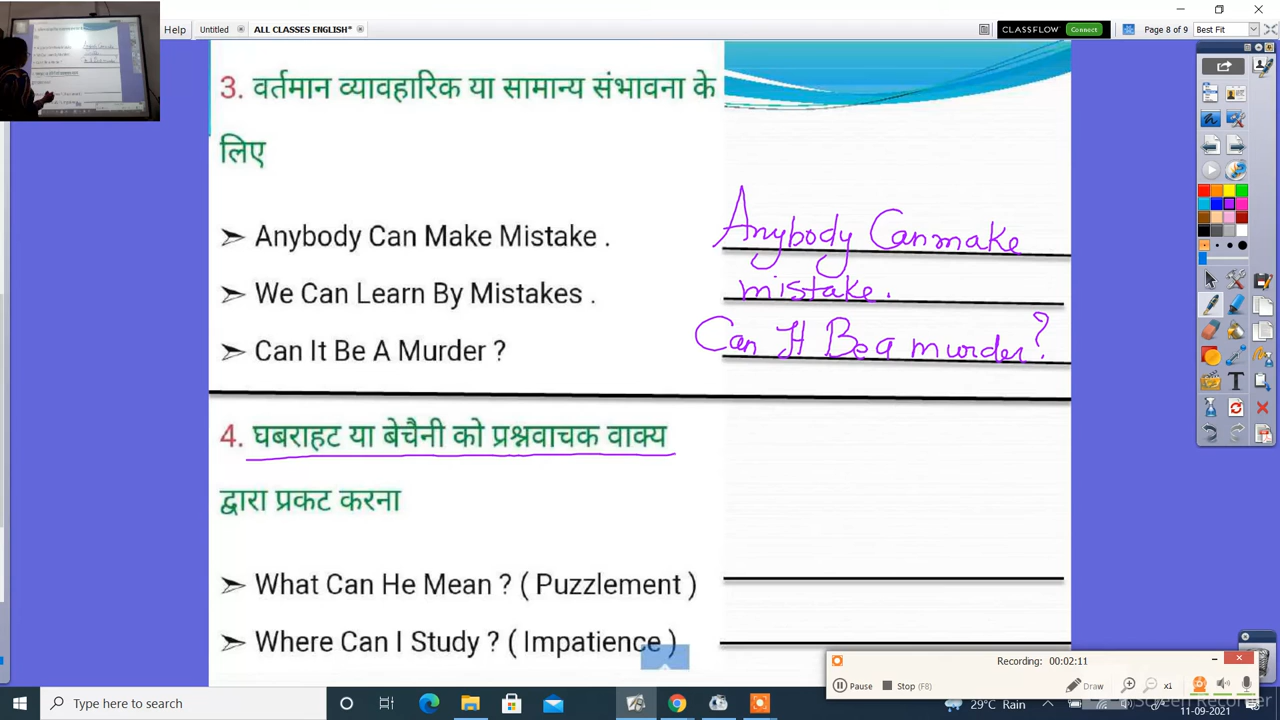 Help
Untitled
ALL CLASSES ENGLISH*
CLASSFLOW
Connect
Page 8 of 9
Best Fit
3. वर्तमान व्यावहारिक या सामान्य संभावना के
लिए
➢ Anybody Can Make Mistake .
➢ We Can Learn By Mistakes .
➢ Can It Be A Murder ?
Anybody Can make
mistake.
Can It Be a murder?
4. घबराहट या बेचैनी को प्रश्नवाचक वाक्य
द्वारा प्रकट करना
➢ What Can He Mean ? ( Puzzlement )
➢ Where Can I Study ? ( Impatience )
Recording: 00:02:11
Pause
Stop (F8)
Draw
x1
Type here to search
29°C Rain
11-09-2021